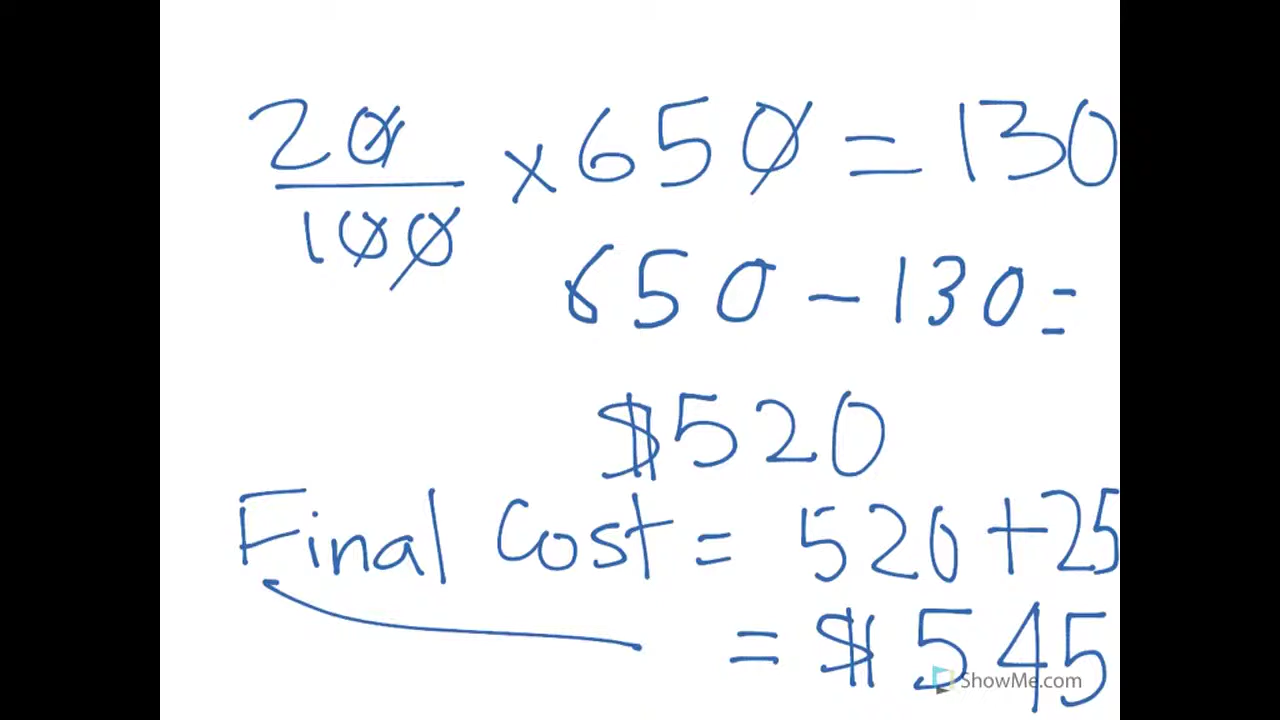 20/100 × 650 = 130
650 - 130 =
$520
Final Cost = 520 + 25
= $545
ShowMe.com